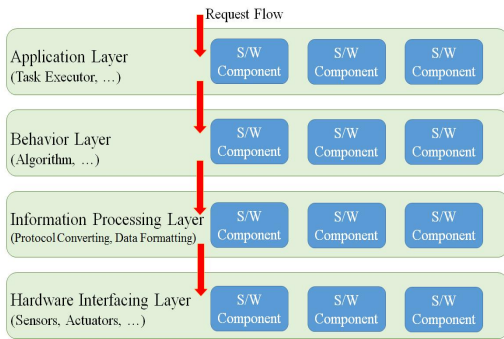 Request Flow
Application Layer
(Task Executor, …)
S/W
Component
S/W
Component
S/W
Component
Behavior Layer
(Algorithm, …)
S/W
Component
S/W
Component
S/W
Component
Information Processing Layer
(Protocol Converting, Data Formatting)
S/W
Component
S/W
Component
S/W
Component
Hardware Interfacing Layer
(Sensors, Actuators, …)
S/W
Component
S/W
Component
S/W
Component